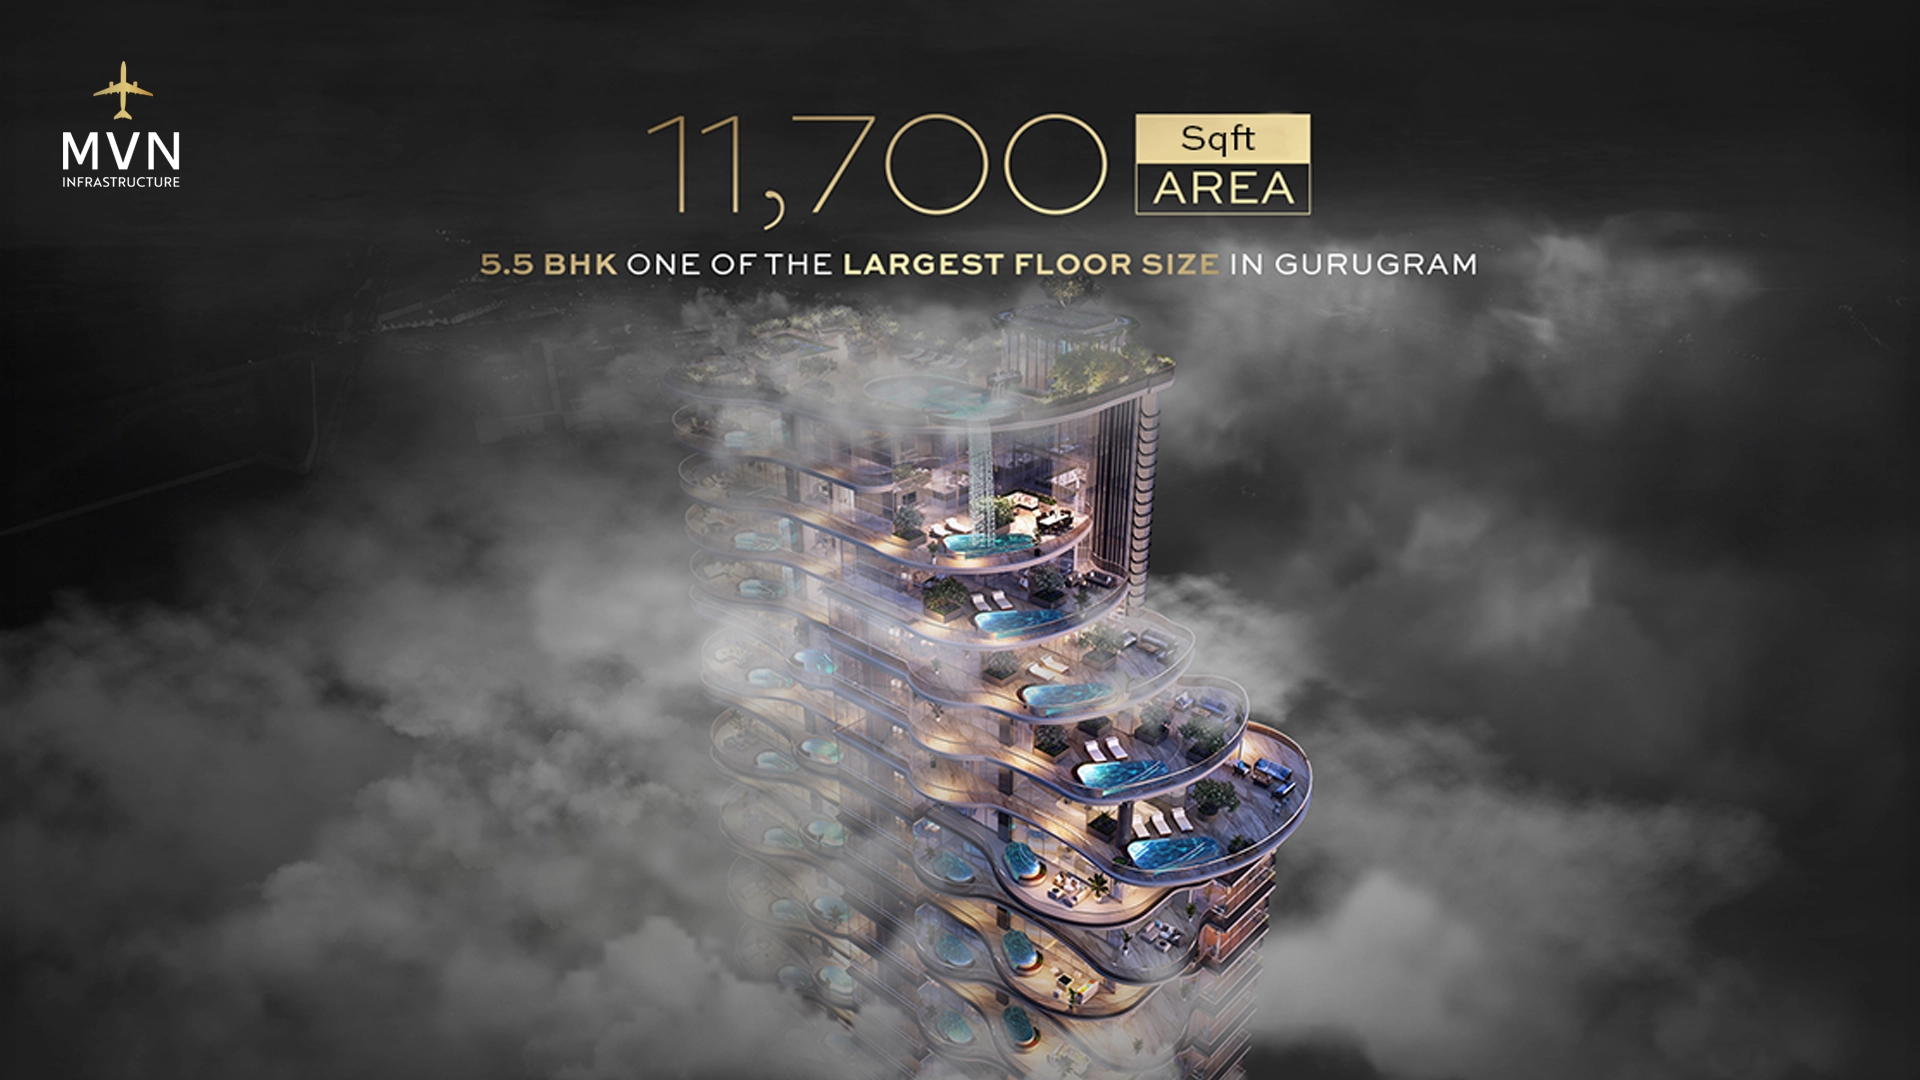 MVN
INFRASTRUCTURE
11,700 Sqft AREA
5.5 BHK ONE OF THE LARGEST FLOOR SIZE IN GURUGRAM